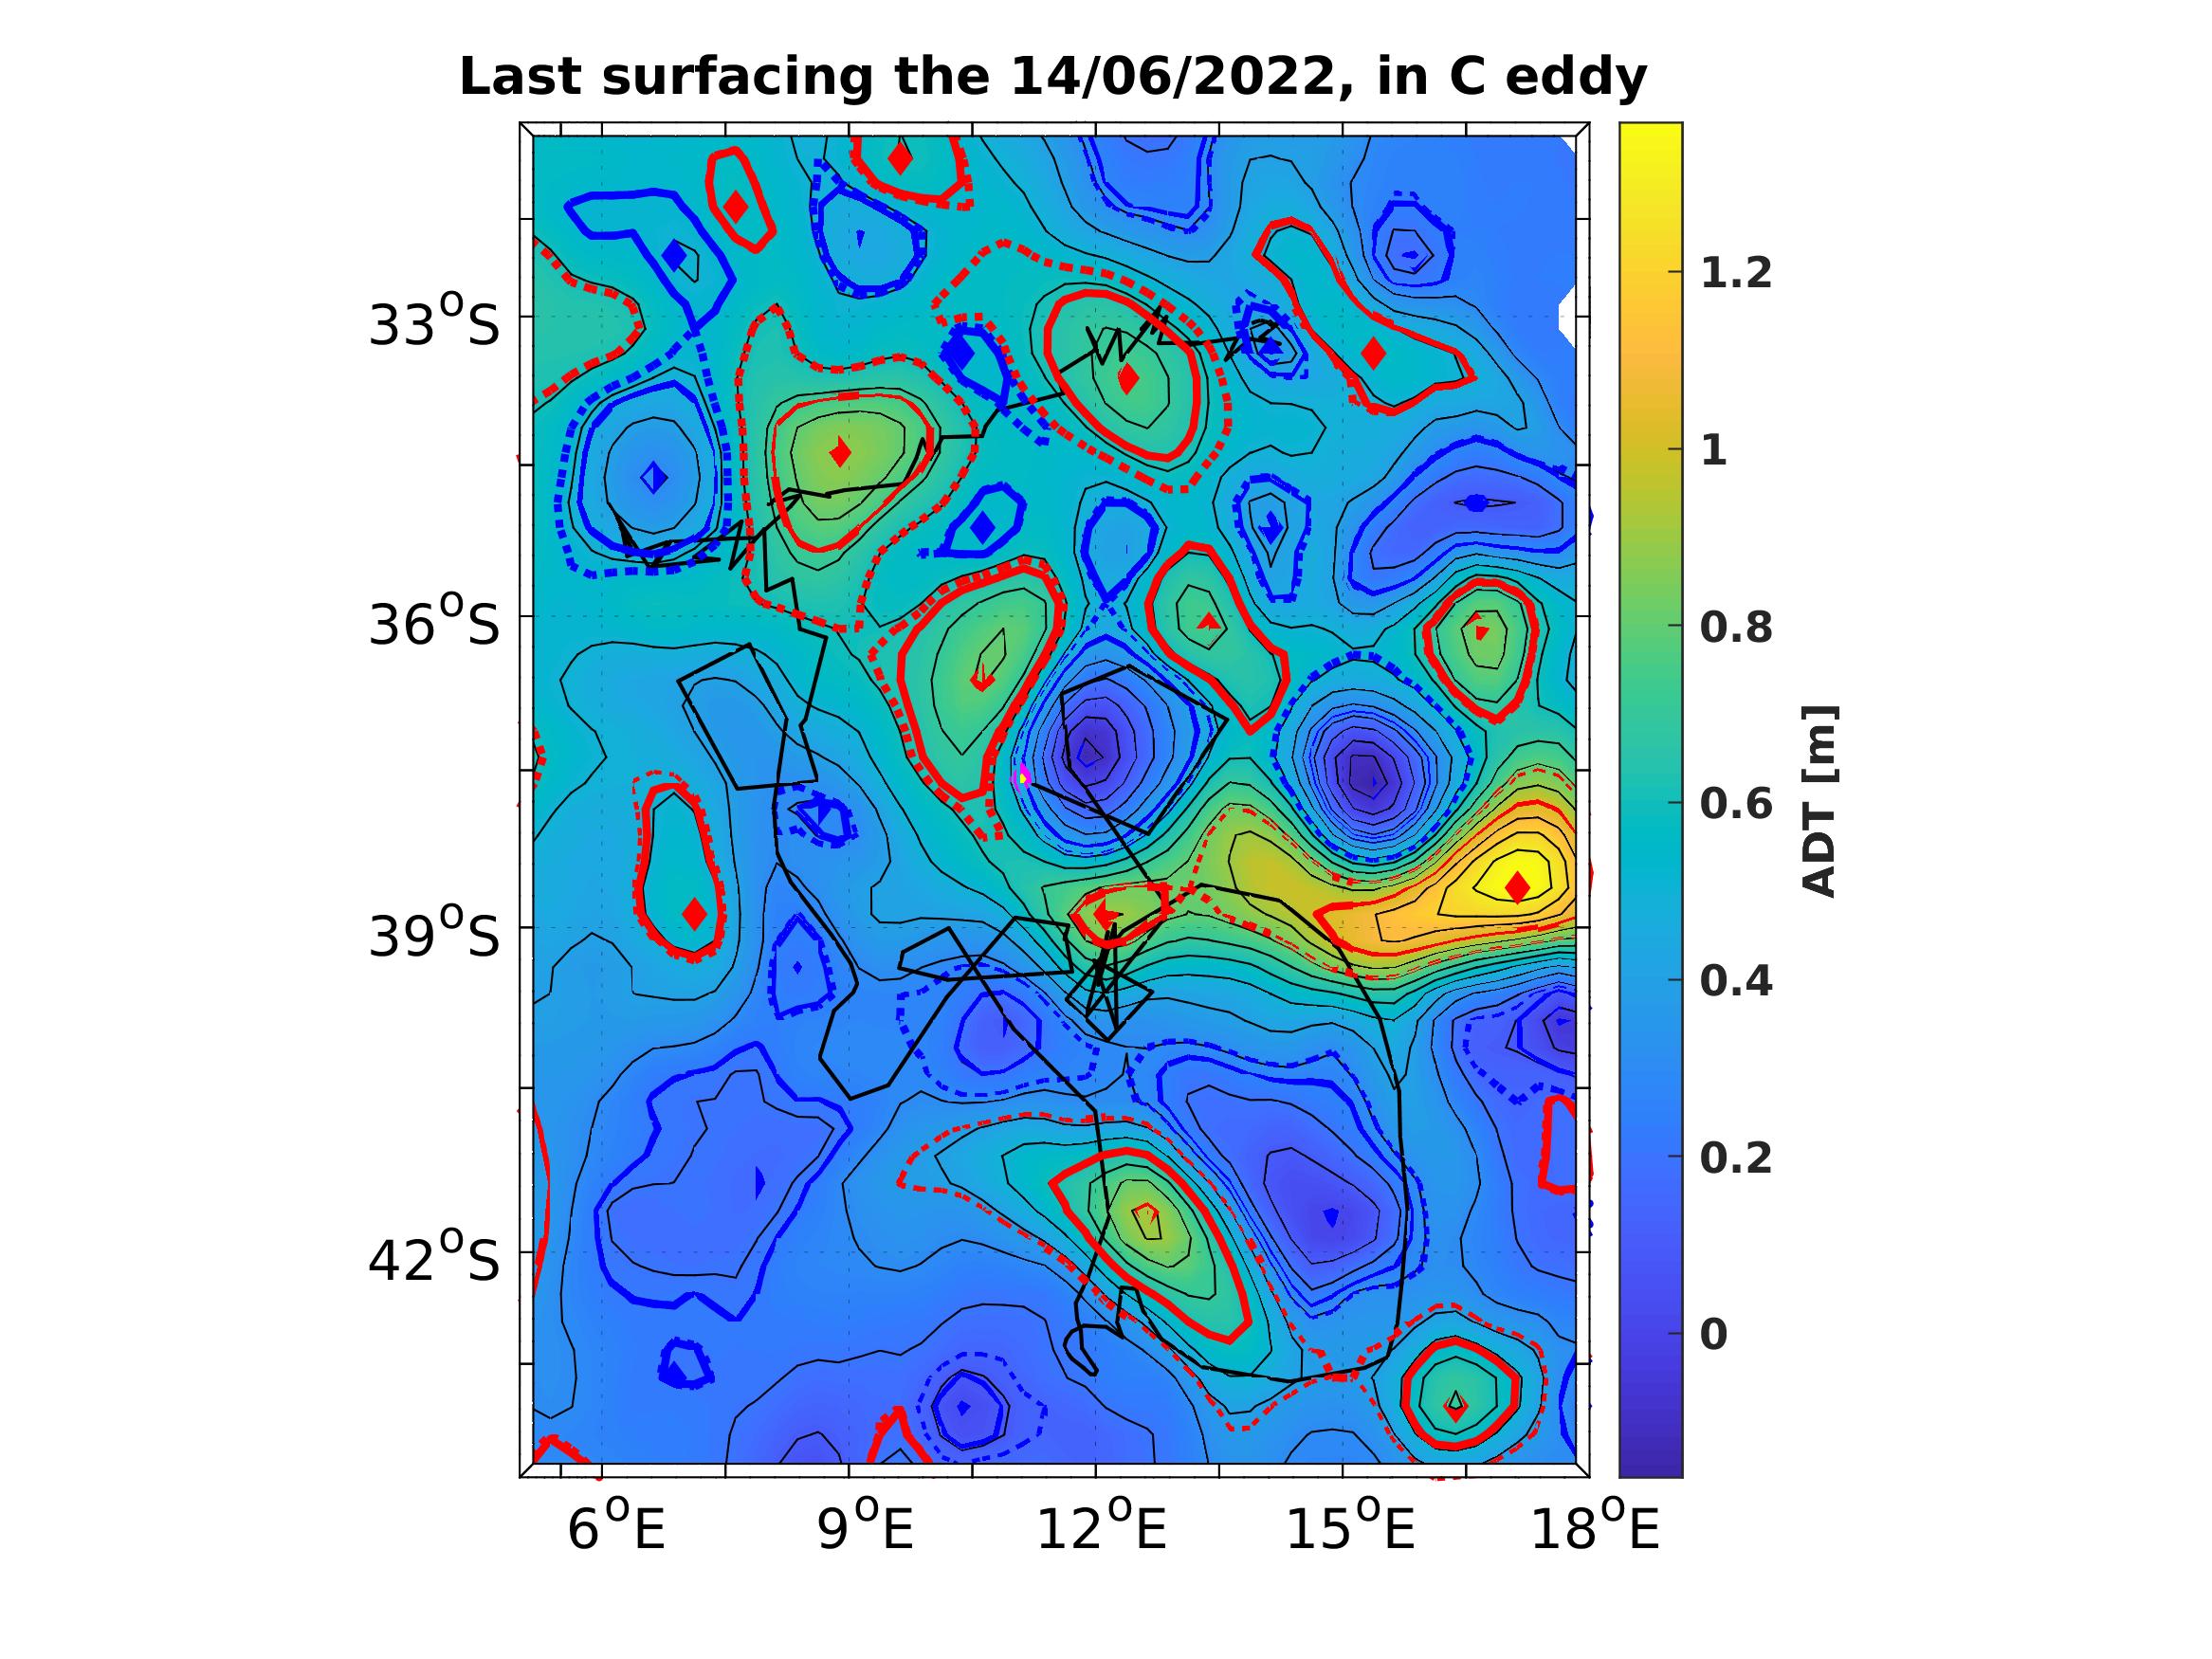 Last surfacing the 14/06/2022, in C eddy
33°S
36°S
39°S
42°S
6°E
9°E
12°E
15°E
18°E
1.2
1
0.8
0.6
0.4
0.2
0
ADT [m]